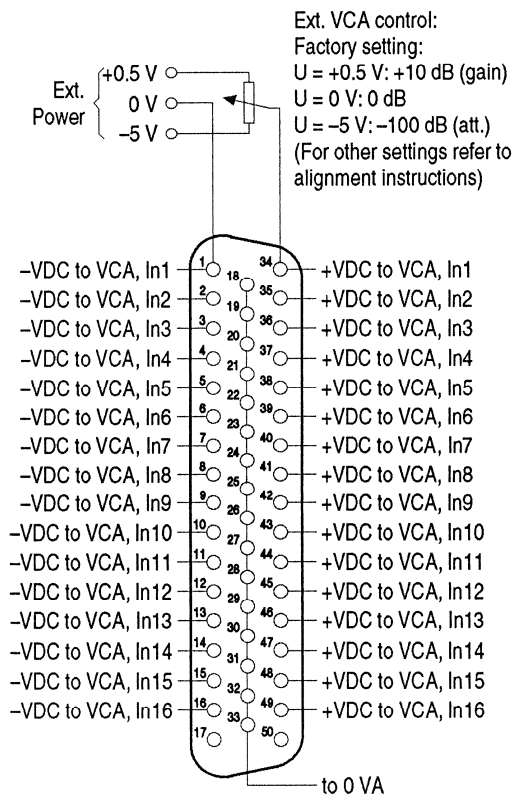 Ext. VCA control:
Factory setting:
U = +0.5 V: +10 dB (gain)
U = 0 V: 0 dB
U = –5 V: –100 dB (att.)
(For other settings refer to
alignment instructions)
Ext.
Power
+0.5 V
0 V
–5 V
–VDC to VCA, In1 1 18 34 +VDC to VCA, In1
–VDC to VCA, In2 2 19 35 +VDC to VCA, In2
–VDC to VCA, In3 3 20 36 +VDC to VCA, In3
–VDC to VCA, In4 4 21 37 +VDC to VCA, In4
–VDC to VCA, In5 5 22 38 +VDC to VCA, In5
–VDC to VCA, In6 6 23 39 +VDC to VCA, In6
–VDC to VCA, In7 7 24 40 +VDC to VCA, In7
–VDC to VCA, In8 8 25 41 +VDC to VCA, In8
–VDC to VCA, In9 9 26 42 +VDC to VCA, In9
–VDC to VCA, In10 10 27 43 +VDC to VCA, In10
–VDC to VCA, In11 11 28 44 +VDC to VCA, In11
–VDC to VCA, In12 12 29 45 +VDC to VCA, In12
–VDC to VCA, In13 13 30 46 +VDC to VCA, In13
–VDC to VCA, In14 14 31 47 +VDC to VCA, In14
–VDC to VCA, In15 15 32 48 +VDC to VCA, In15
–VDC to VCA, In16 16 33 49 +VDC to VCA, In16
17 50
to 0 VA